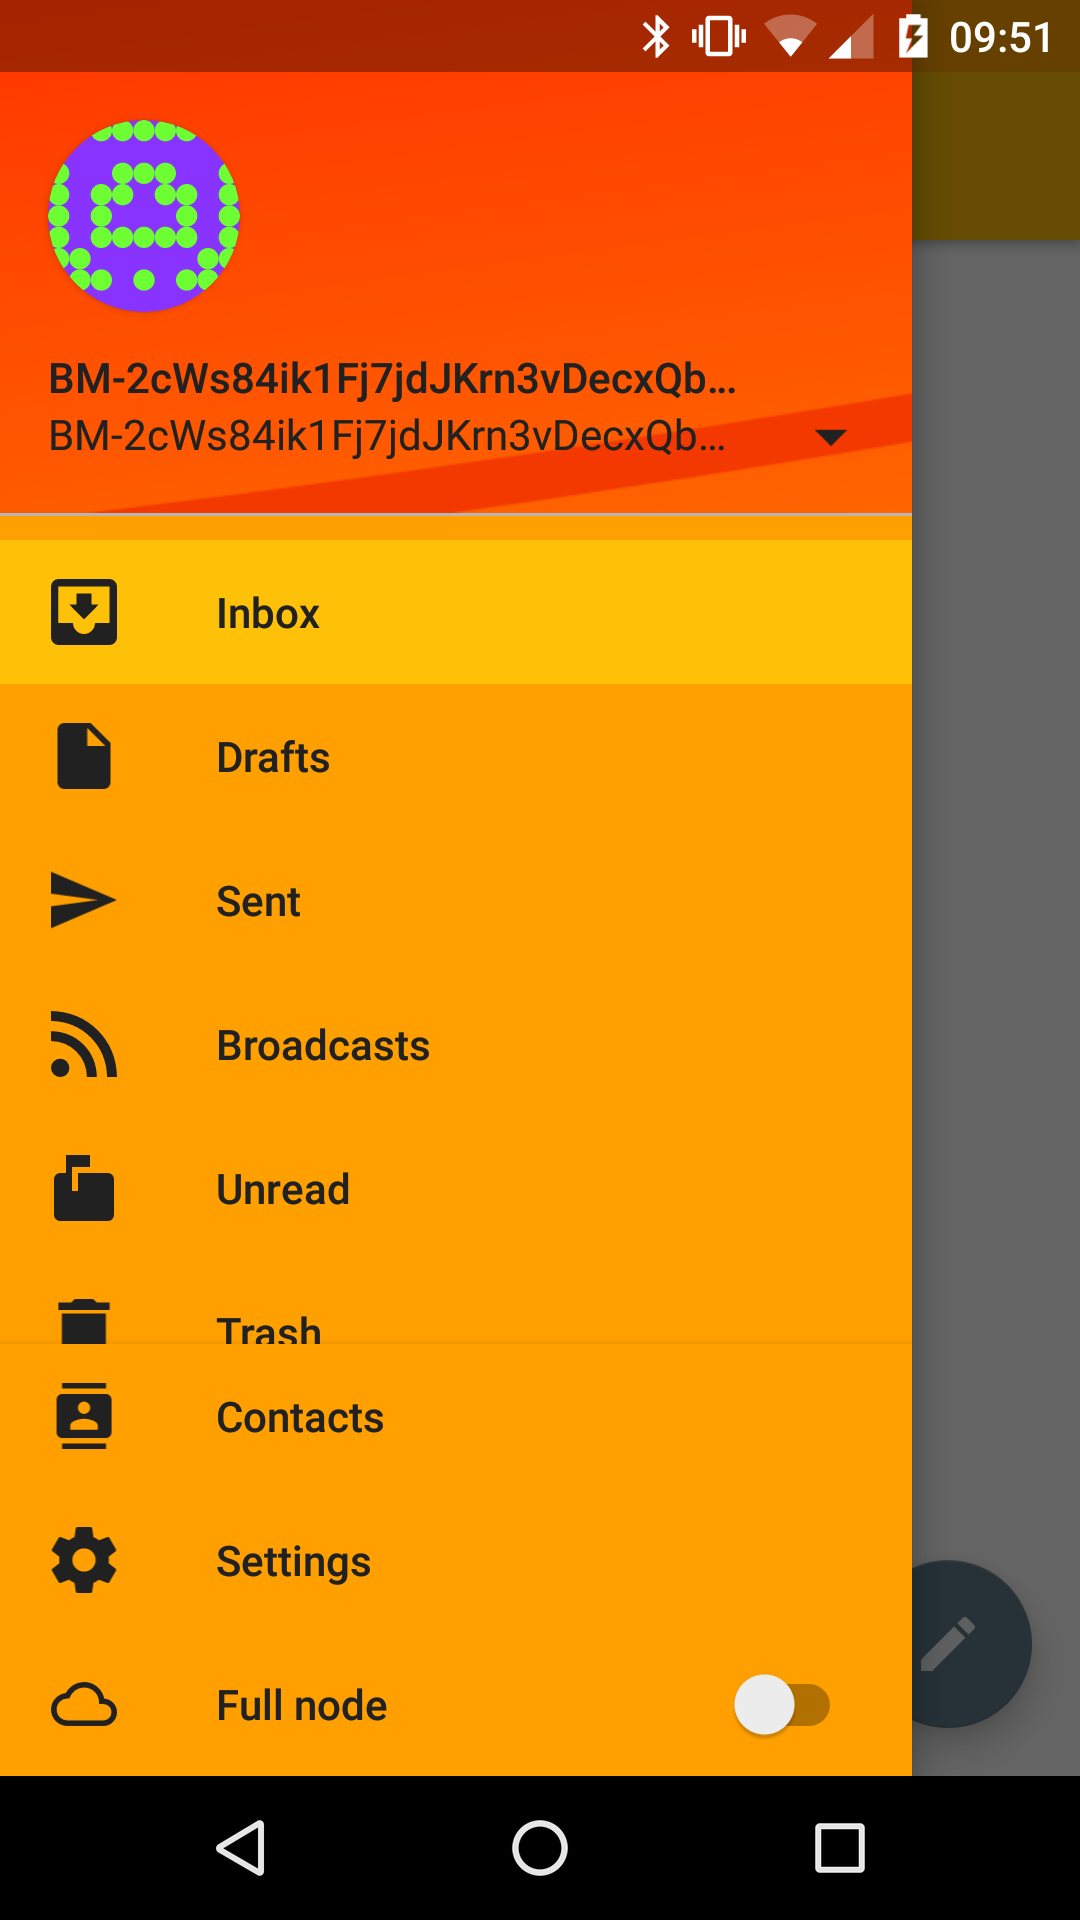 09:51
BM-2cWs84ik1Fj7jdJKrn3vDecxQb...
BM-2cWs84ik1Fj7jdJKrn3vDecxQb...
Inbox
Drafts
Sent
Broadcasts
Unread
Trash
Contacts
Settings
Full node